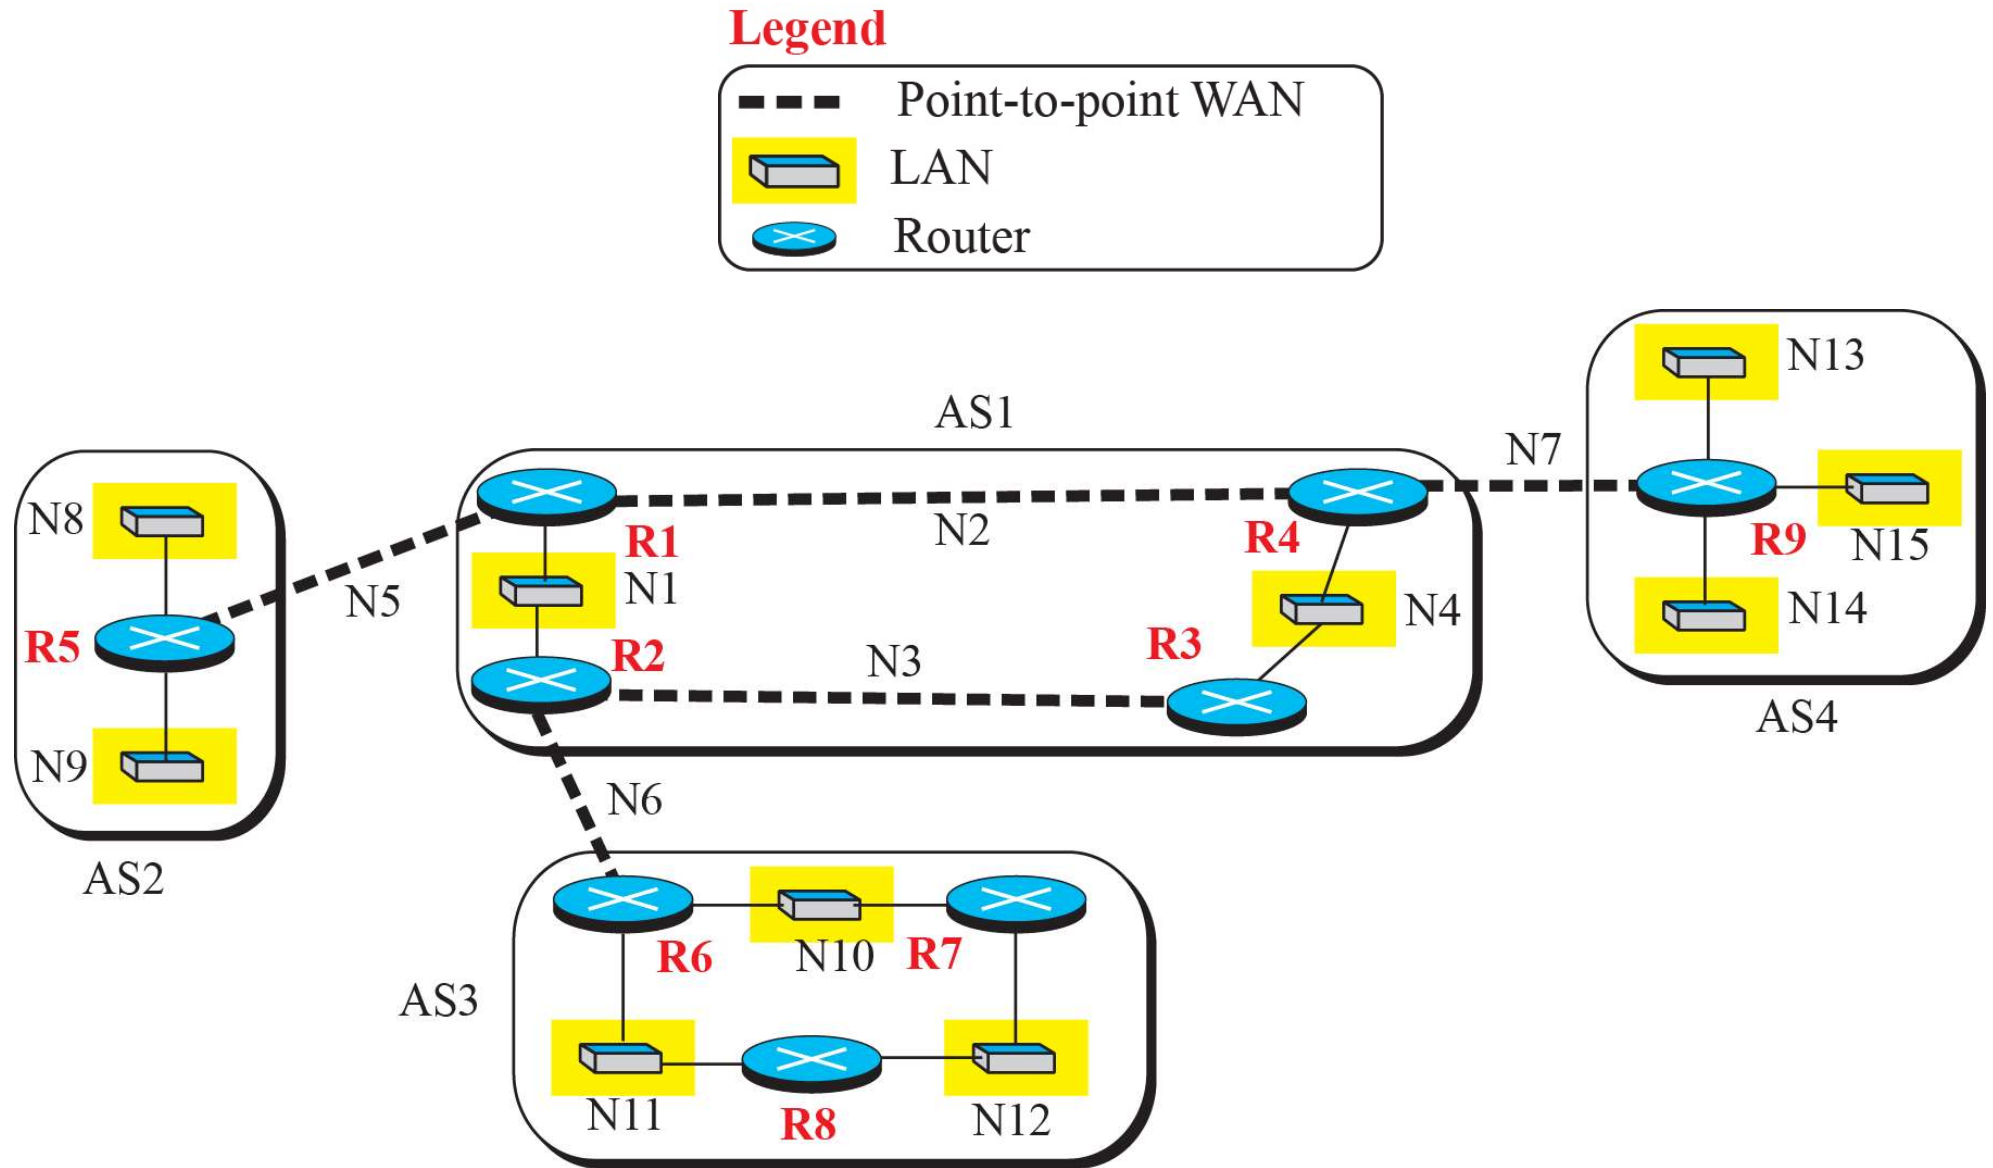 Legend
Point-to-point WAN
LAN
Router
N13
AS1
N7
N8
N2
R1
R4
R9
N15
N5
N1
N4
N14
R5
R2
N3
R3
AS4
N9
N6
AS2
R6
N10
R7
AS3
N11
R8
N12